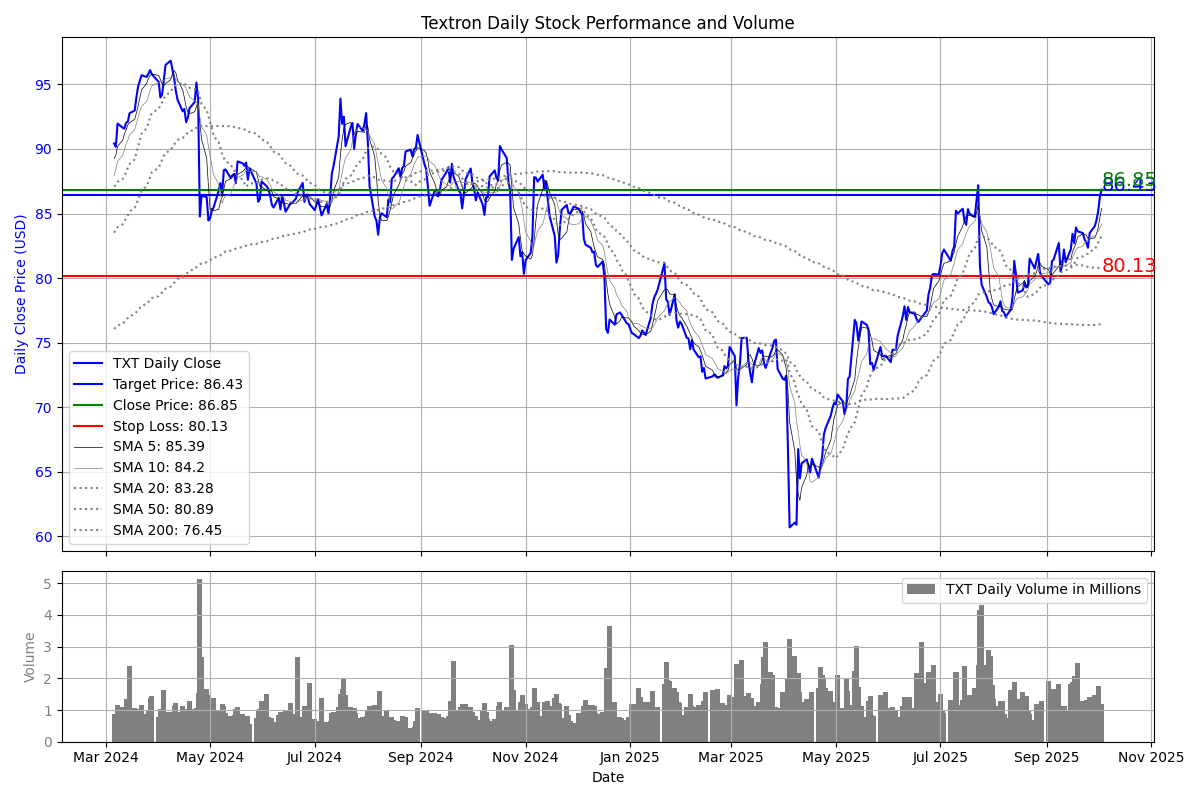 Textron Daily Stock Performance and Volume
Daily Close Price (USD)
95
90
85
80
75
70
65
60
86.85
86.43
80.13
TXT Daily Close
Target Price: 86.43
Close Price: 86.85
Stop Loss: 80.13
SMA 5: 85.39
SMA 10: 84.2
SMA 20: 83.28
SMA 50: 80.89
SMA 200: 76.45
Volume
5
4
3
2
1
0
TXT Daily Volume in Millions
Mar 2024 May 2024 Jul 2024 Sep 2024 Nov 2024 Jan 2025 Mar 2025 May 2025 Jul 2025 Sep 2025 Nov 2025
Date